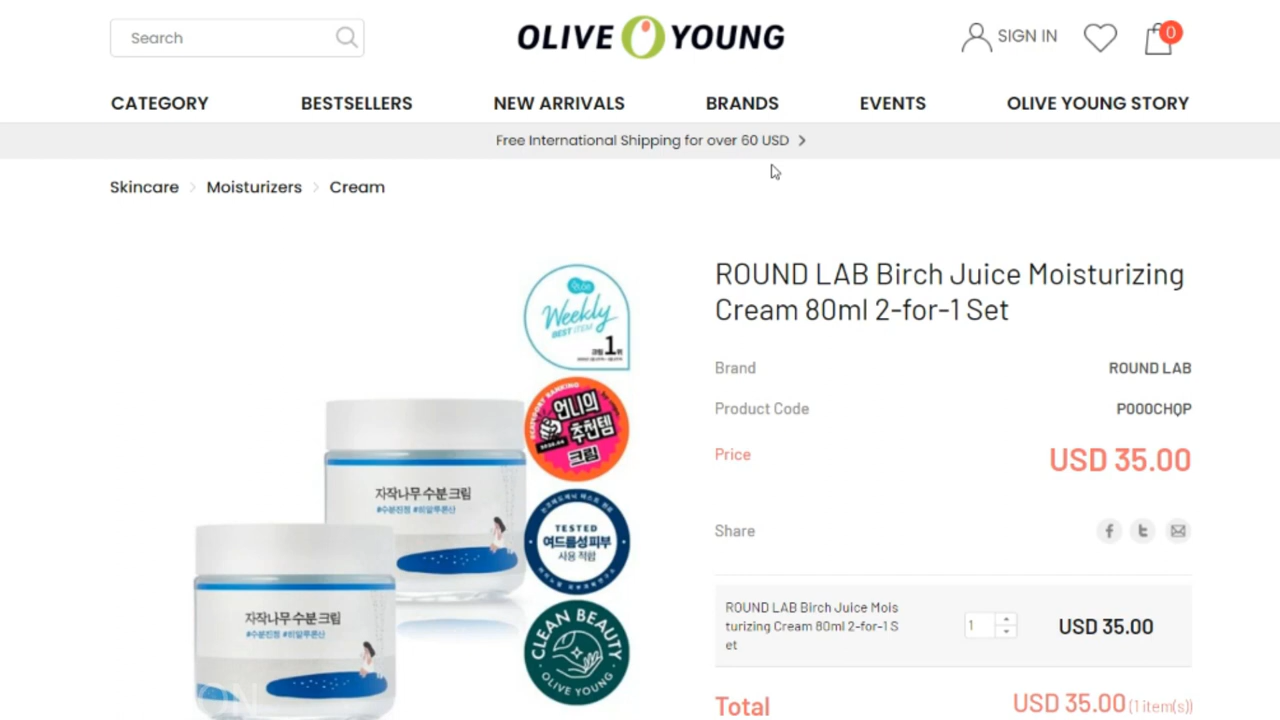 Search
OLIVE YOUNG
SIGN IN
0
CATEGORY BESTSELLERS NEW ARRIVALS BRANDS EVENTS OLIVE YOUNG STORY
Free International Shipping for over 60 USD
Skincare Moisturizers Cream
ROUND LAB Birch Juice Moisturizing
Cream 80ml 2-for-1 Set
Brand ROUND LAB
Product Code P000CHQP
Price USD 35.00
Share
ROUND LAB Birch Juice Mois
turizing Cream 80ml 2-for-1 S
et
1
USD 35.00
Total USD 35.00 (1 item(s))
Weekly
BEST ITEM
크림 1위
언니의
추천템
크림
TESTED
여드름성피부
사용 적합
CLEAN BEAUTY
OLIVE YOUNG
자작나무 수분크림
#수분진정 #히알루론산
자작나무 수분크림
#수분진정 #히알루론산